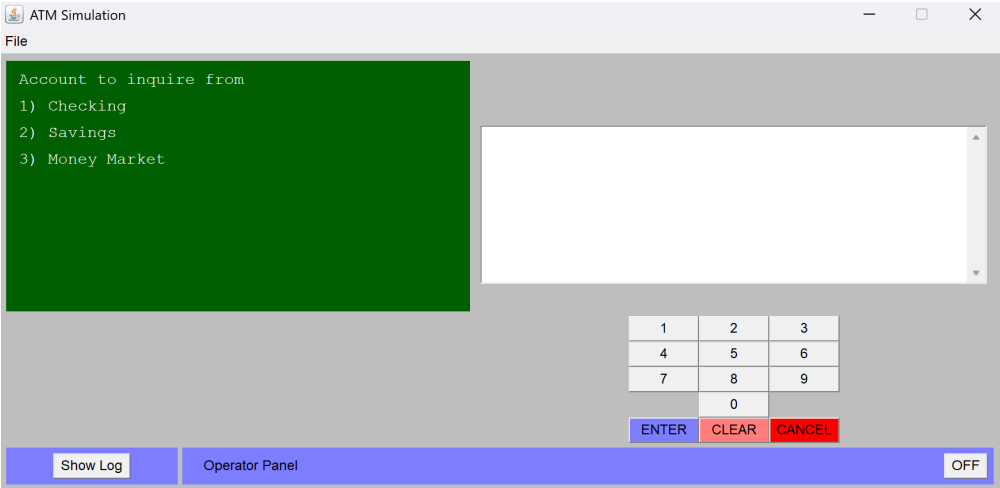 ATM Simulation
File
Account to inquire from
1) Checking
2) Savings
3) Money Market
1 2 3
4 5 6
7 8 9
0
ENTER CLEAR CANCEL
Show Log Operator Panel OFF